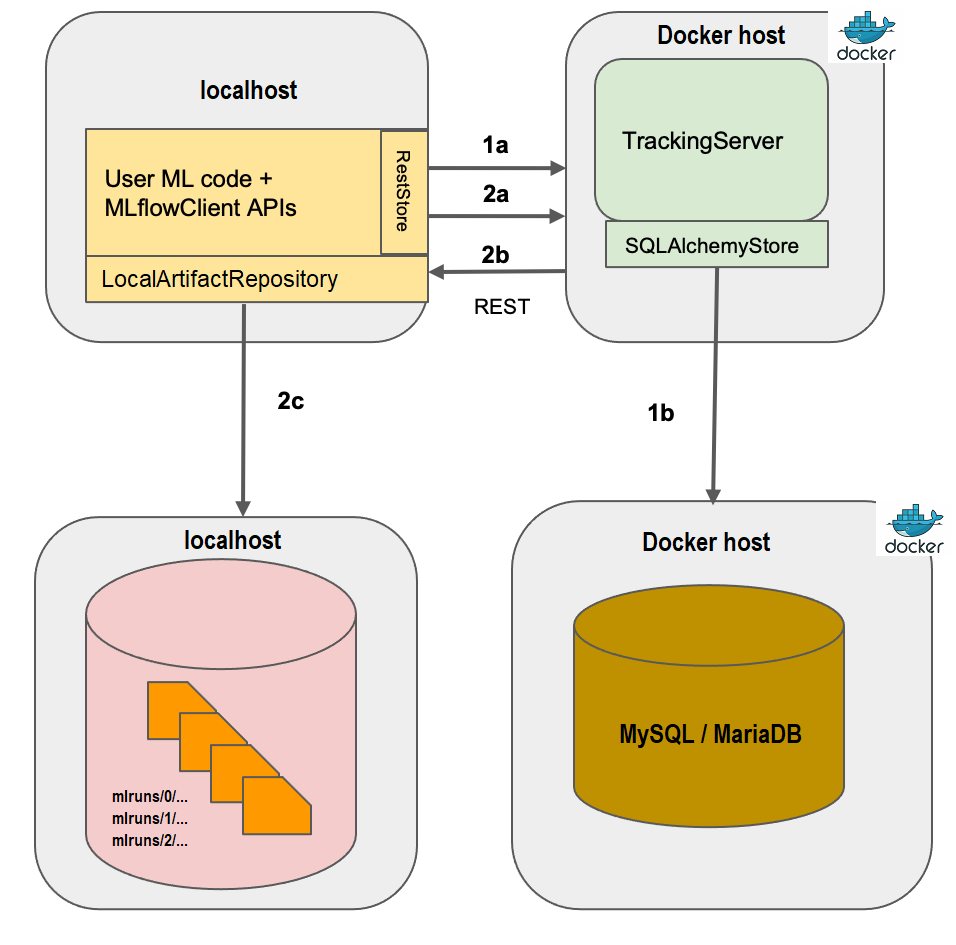 localhost
User ML code +
MLflowClient APIs
RestStore
LocalArtifactRepository
1a
2a
2b
REST
Docker host
docker
TrackingServer
SQLAlchemyStore
2c
1b
localhost
mlruns/0/...
mlruns/1/...
mlruns/2/...
Docker host
docker
MySQL / MariaDB